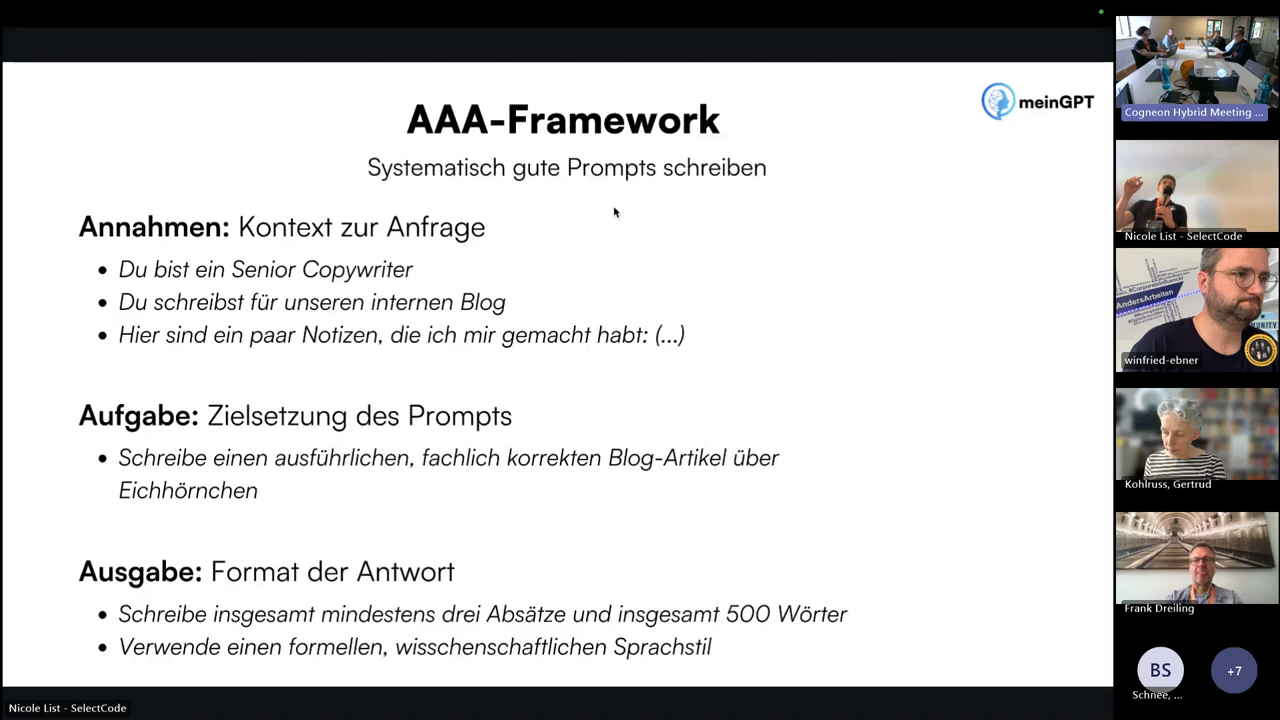 meinGPT
AAA-Framework
Systematisch gute Prompts schreiben
Annahmen: Kontext zur Anfrage
• Du bist ein Senior Copywriter
• Du schreibst für unseren internen Blog
• Hier sind ein paar Notizen, die ich mir gemacht habt: (...)
Aufgabe: Zielsetzung des Prompts
• Schreibe einen ausführlichen, fachlich korrekten Blog-Artikel über
Eichhörnchen
Ausgabe: Format der Antwort
• Schreibe insgesamt mindestens drei Absätze und insgesamt 500 Wörter
• Verwende einen formellen, wisschenschaftlichen Sprachstil
Nicole List - SelectCode
Cogneon Hybrid Meeting ...
Nicole List - SelectCode
AndersArbeiten
winfried-ebner
Kohlruss, Gertrud
Frank Dreiling
BS
Schnee, ...
+7